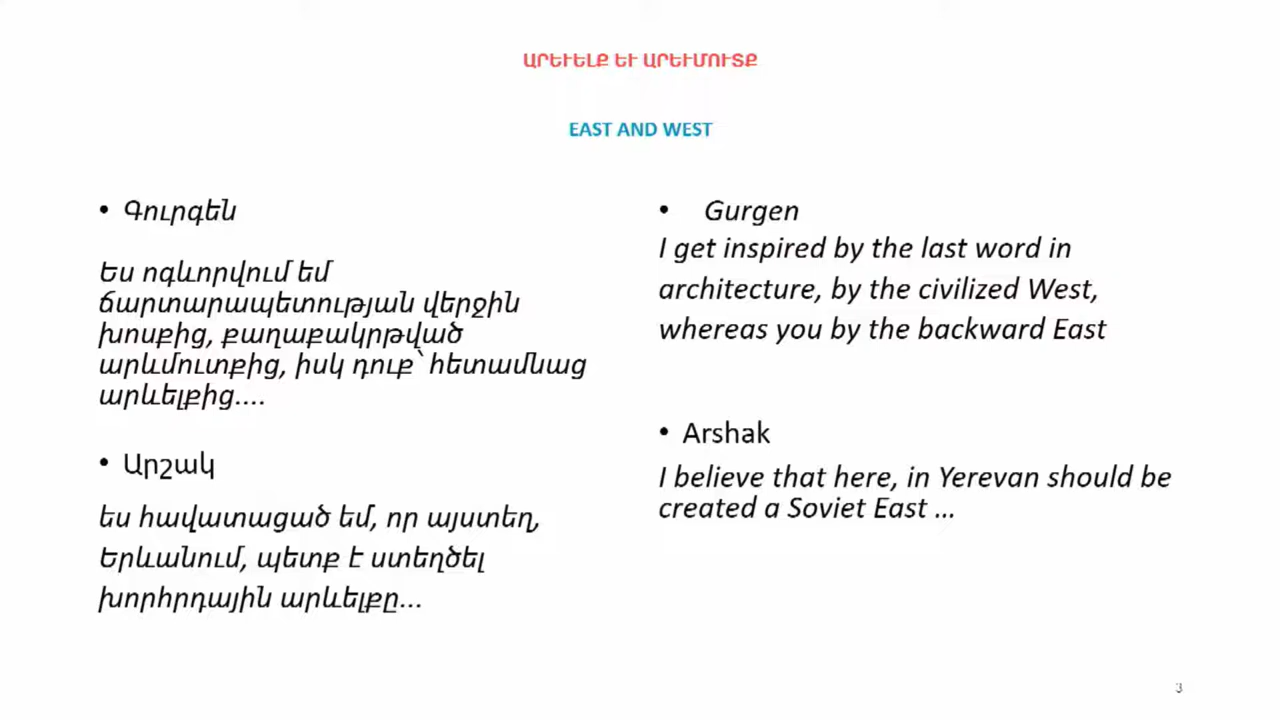 ԱՐԵՒԵԼՔ ԵՒ ԱՐԵՒՄՈՒՏՔ
EAST AND WEST
• Գուրգեն
Ես ոգևորվում եմ
ճարտարապետության վերջին
խոսքից, քաղաքակրթված
արևմուտքից, իսկ դուք՝ հետամնաց
արևելքից....
• Արշակ
ես հավատացած եմ, որ այստեղ,
Երևանում, պետք է ստեղծել
խորհրդային արևելքը...
• Gurgen
I get inspired by the last word in
architecture, by the civilized West,
whereas you by the backward East
• Arshak
I believe that here, in Yerevan should be
created a Soviet East ...
3